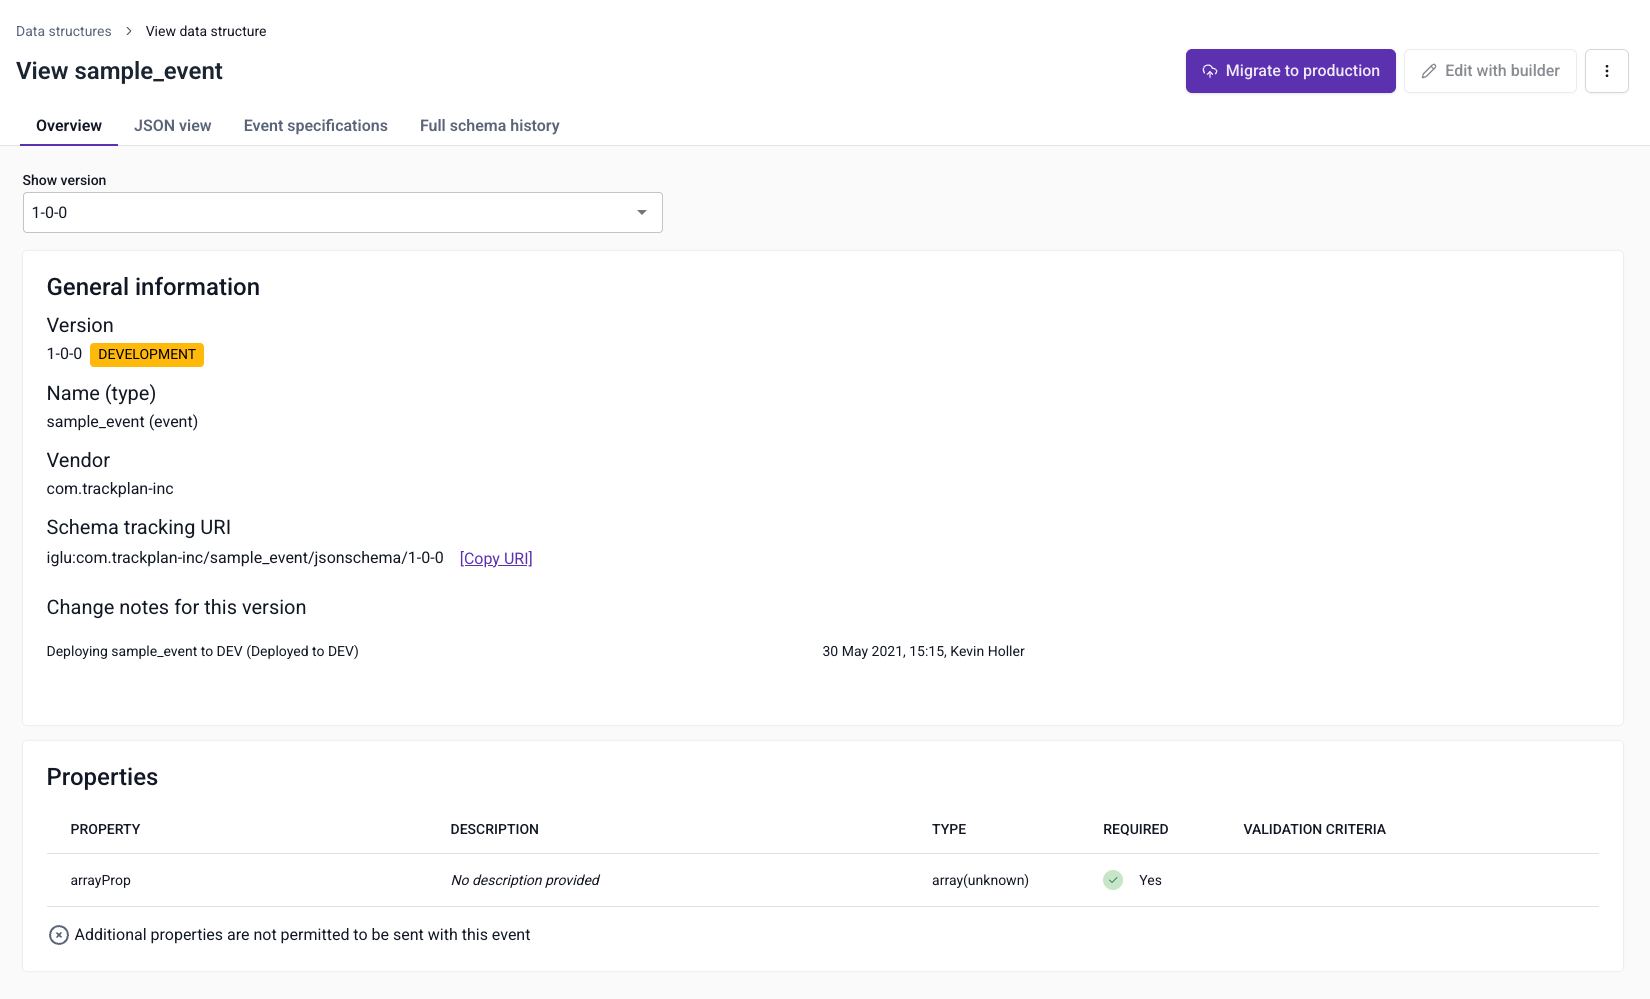 Data structures > View data structure
View sample_event
Migrate to production
Edit with builder
Overview
JSON view
Event specifications
Full schema history
Show version
1-0-0
General information
Version
1-0-0 DEVELOPMENT
Name (type)
sample_event (event)
Vendor
com.trackplan-inc
Schema tracking URI
iglu:com.trackplan-inc/sample_event/jsonschema/1-0-0 [Copy URI]
Change notes for this version
Deploying sample_event to DEV (Deployed to DEV) 30 May 2021, 15:15, Kevin Holler
Properties
PROPERTY DESCRIPTION TYPE REQUIRED VALIDATION CRITERIA
arrayProp No description provided array(unknown) Yes
Additional properties are not permitted to be sent with this event